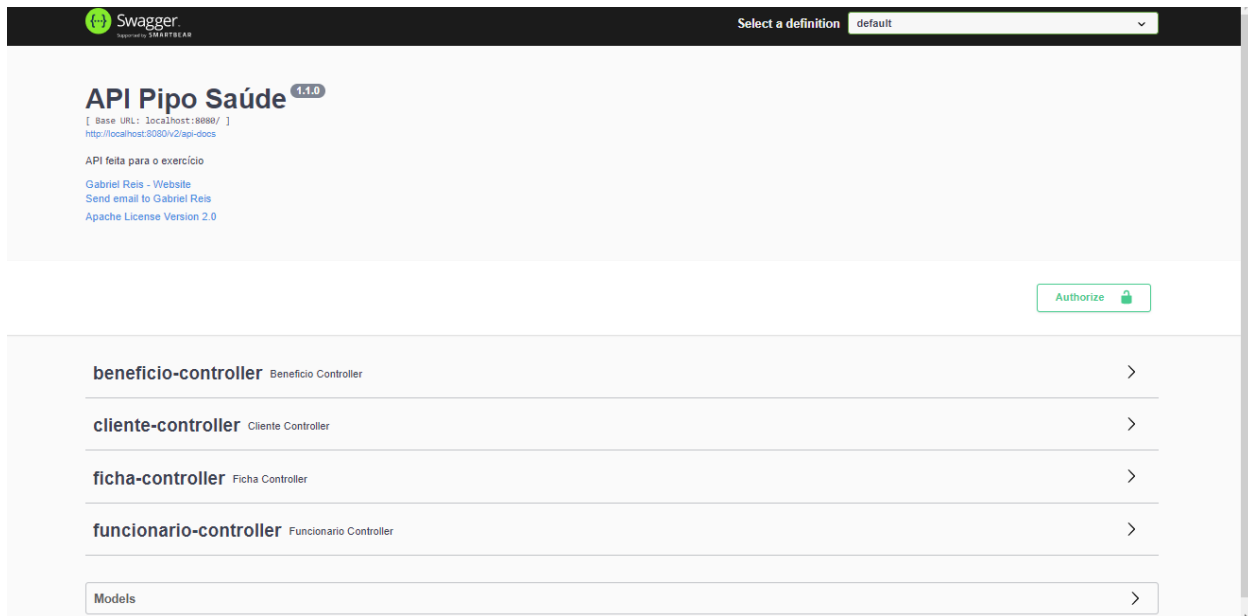 Swagger.
Supported by SMARTBEAR
Select a definition default
API Pipo Saúde 1.1.0
[ Base URL: localhost:8080/ ]
http://localhost:8080/v2/api-docs
API feita para o exercício
Gabriel Reis - Website
Send email to Gabriel Reis
Apache License Version 2.0
Authorize
beneficio-controller Beneficio Controller
cliente-controller Cliente Controller
ficha-controller Ficha Controller
funcionario-controller Funcionario Controller
Models